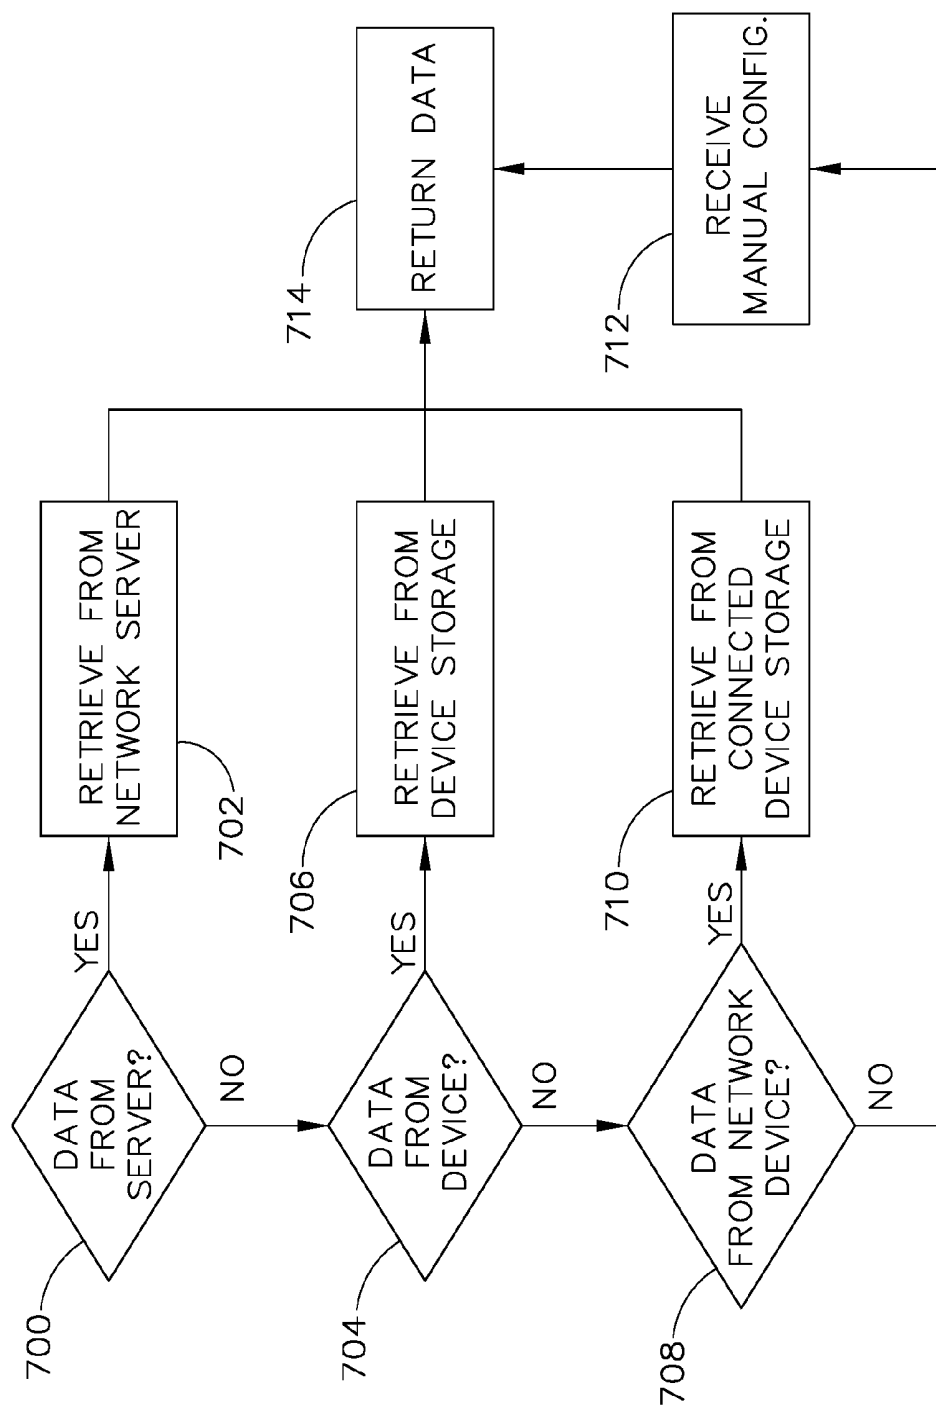 700
DATA
FROM
SERVER?
YES
NO
RETRIEVE FROM
NETWORK SERVER
702
704
DATA
FROM
DEVICE?
YES
NO
706
RETRIEVE FROM
DEVICE STORAGE
714
RETURN DATA
708
DATA
FROM NETWORK
DEVICE?
YES
NO
710
RETRIEVE FROM
CONNECTED
DEVICE STORAGE
712
RECEIVE
MANUAL CONFIG.